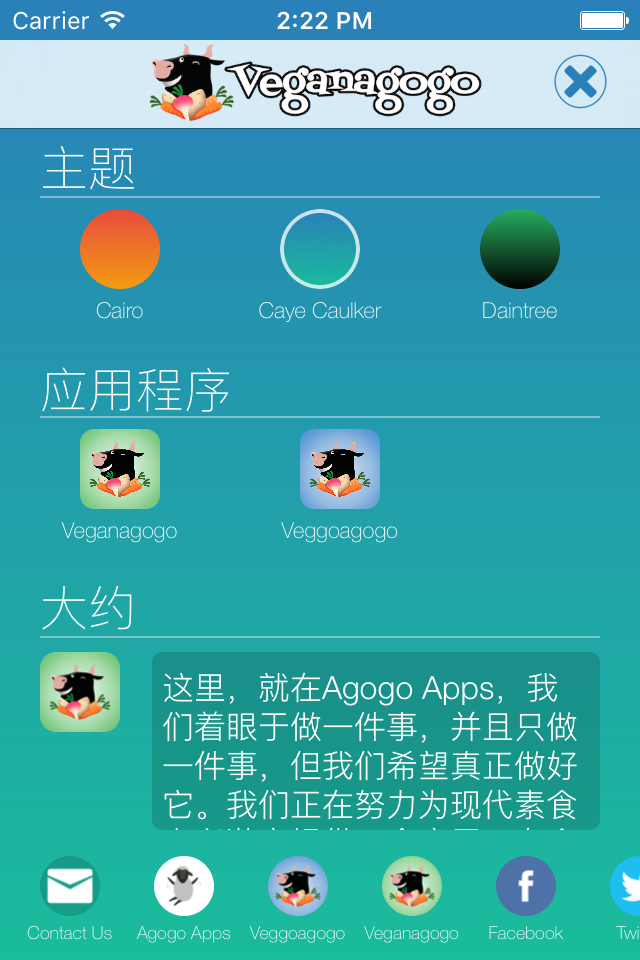 Carrier 2:22 PM
Veganagogo
主题
Cairo Caye Caulker Daintree
应用程序
Veganagogo Veggoagogo
大约
这里，就在Agogo Apps，我
们着眼于做一件事，并且只做
一件事，但我们希望真正做好
它。我们正在努力为现代素食
Contact Us Agogo Apps Veggoagogo Veganagogo Facebook Twi